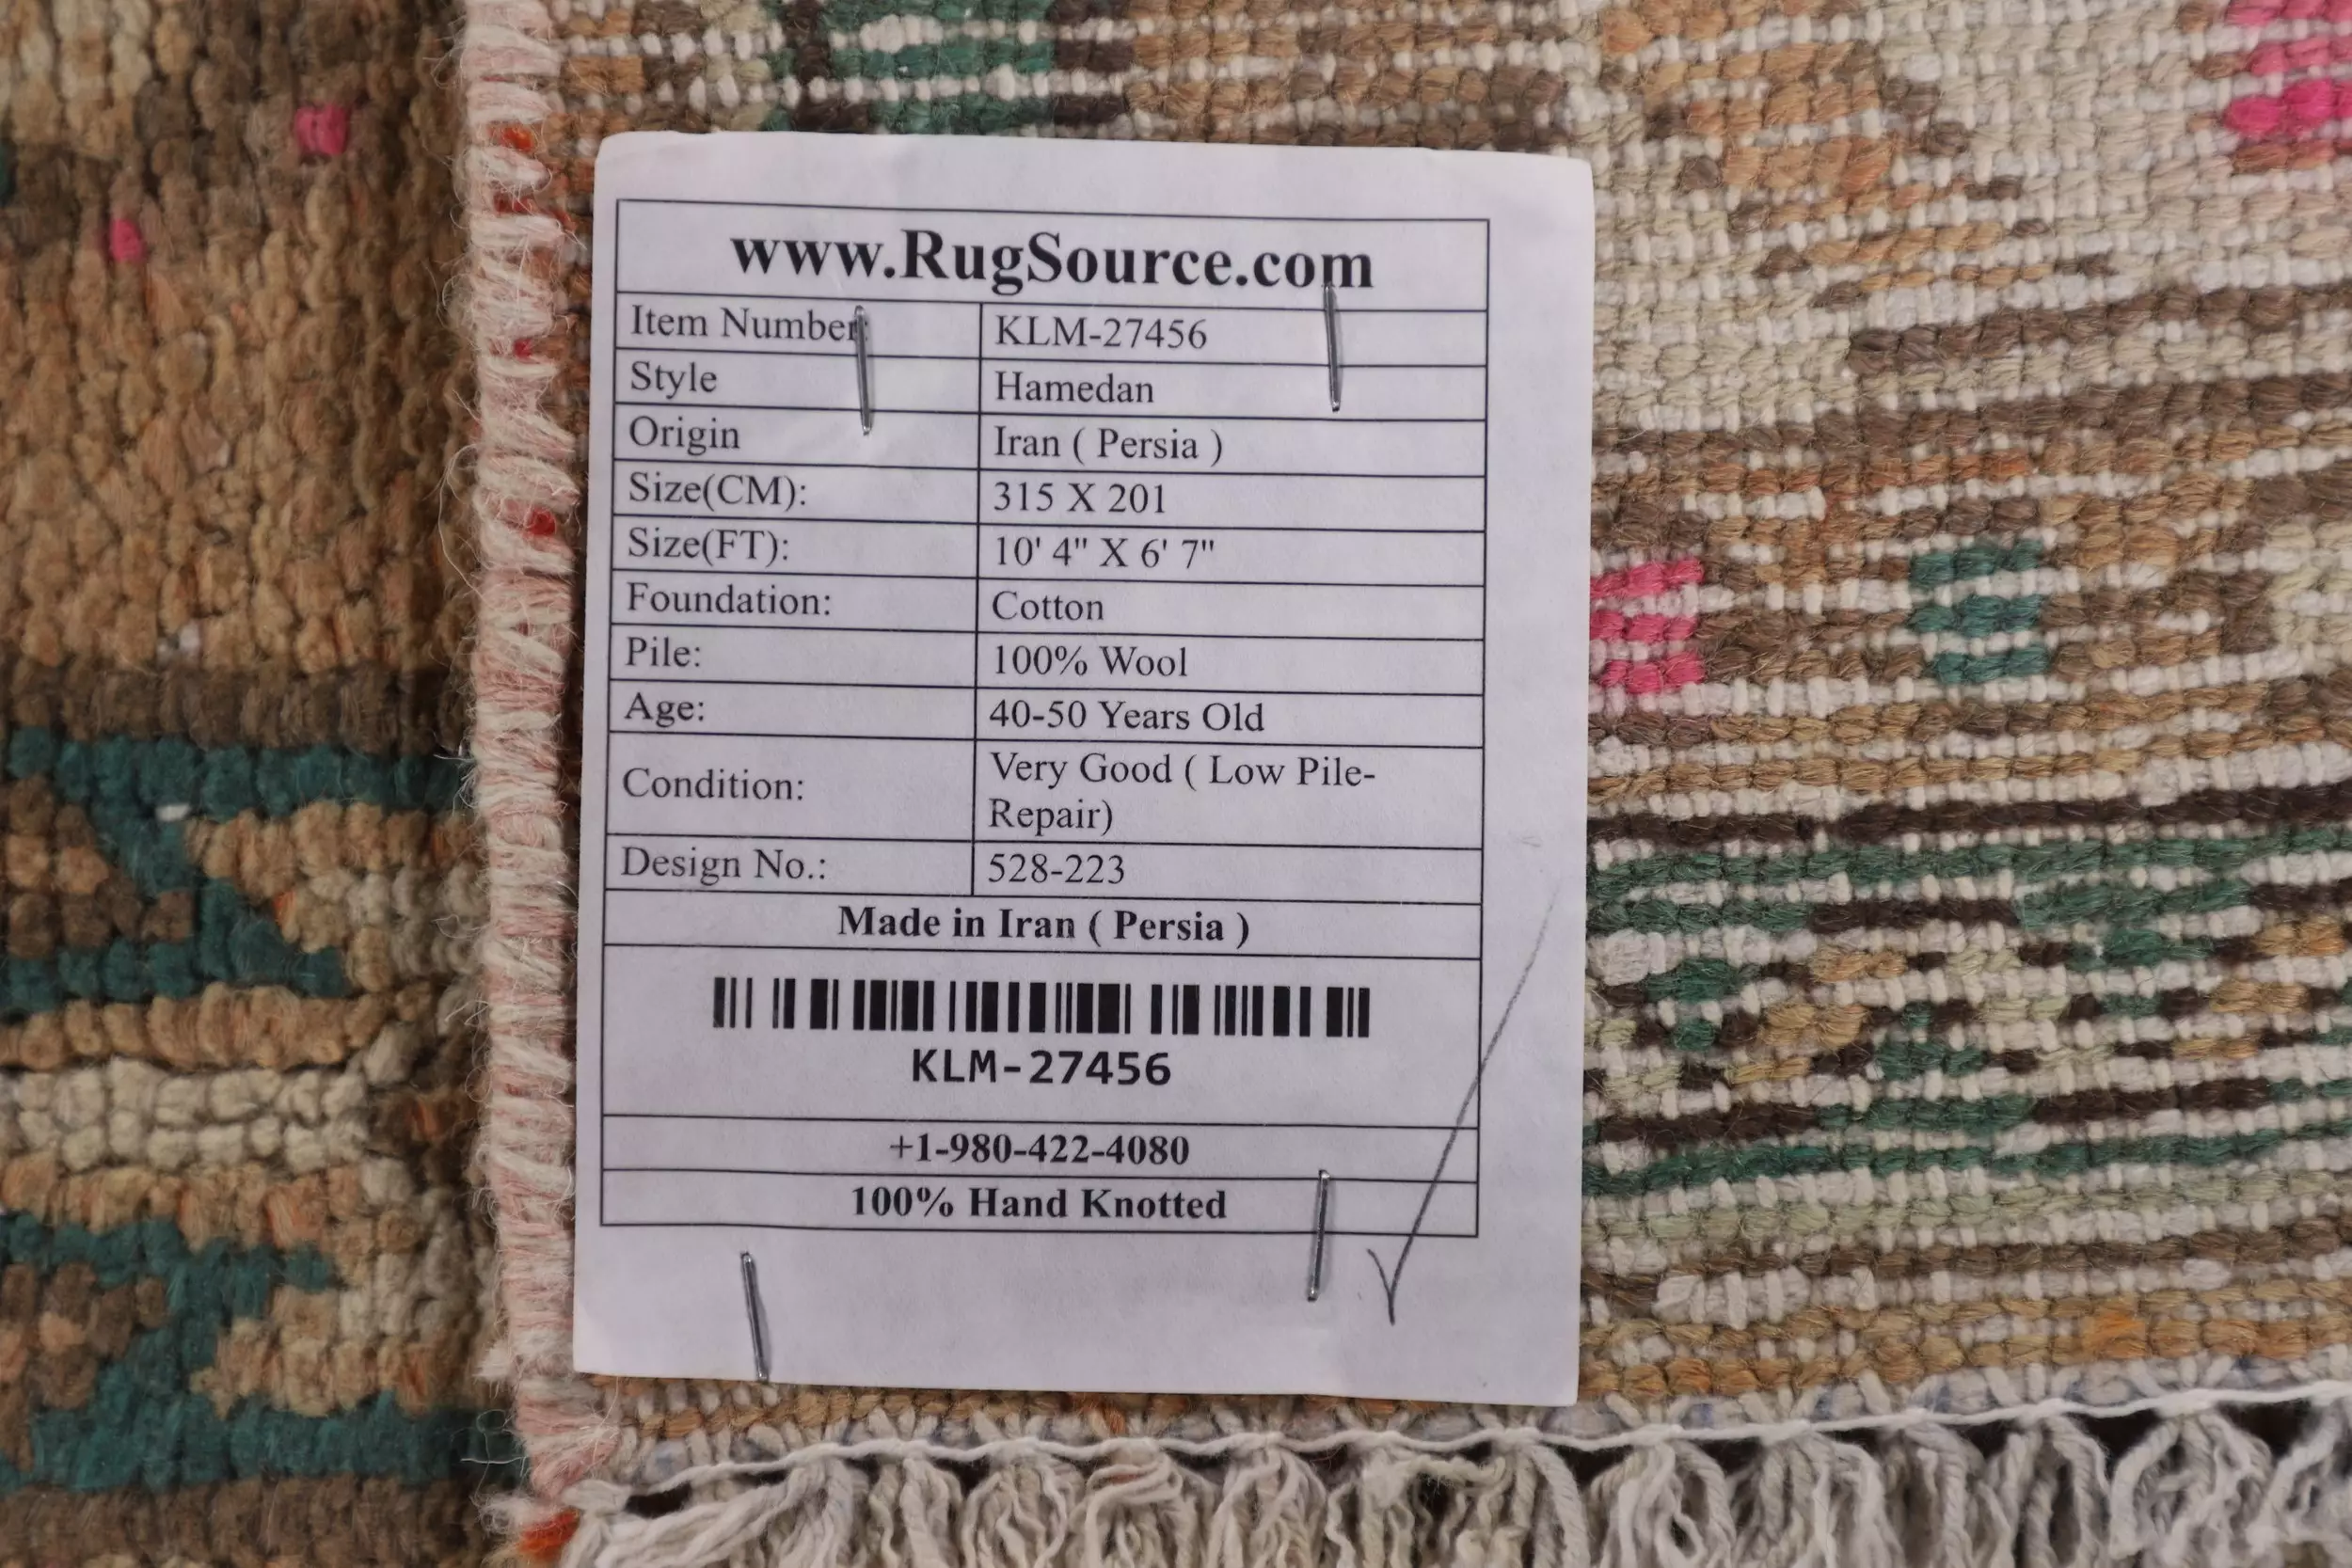 www.RugSource.com
Item Number: KLM-27456
Style Hamedan
Origin Iran ( Persia )
Size(CM): 315 X 201
Size(FT): 10' 4" X 6' 7"
Foundation: Cotton
Pile: 100% Wool
Age: 40-50 Years Old
Condition: Very Good ( Low Pile-
Repair)
Design No.: 528-223
Made in Iran ( Persia )
KLM-27456
+1-980-422-4080
100% Hand Knotted